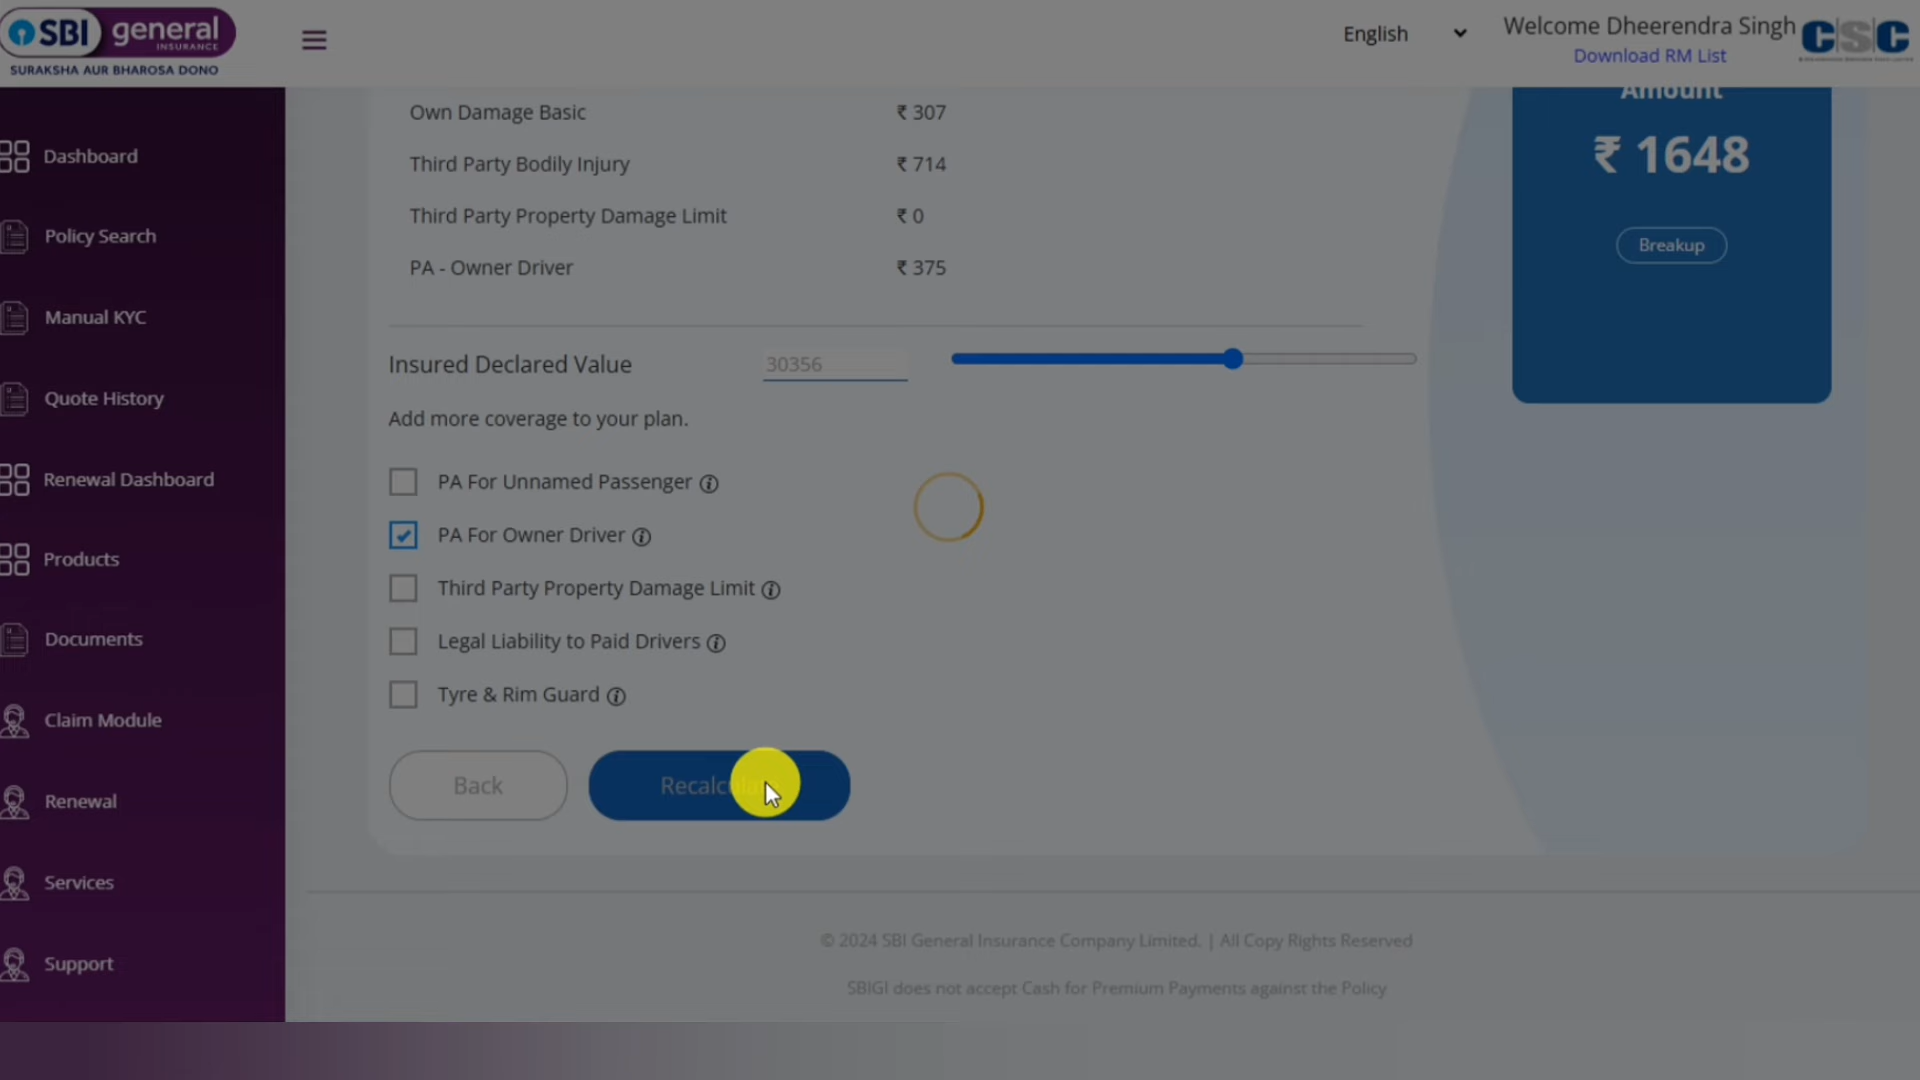 SBI general
INSURANCE
SURAKSHA AUR BHAROSA DONO
English
Welcome Dheerendra Singh
Download RM List
CSC
Dashboard
Policy Search
Manual KYC
Quote History
Renewal Dashboard
Products
Documents
Claim Module
Renewal
Services
Support
Own Damage Basic ₹ 307
Third Party Bodily Injury ₹ 714
Third Party Property Damage Limit ₹ 0
PA - Owner Driver ₹ 375
Amount
₹ 1648
Breakup
Insured Declared Value 30356
Add more coverage to your plan.
PA For Unnamed Passenger
PA For Owner Driver
Third Party Property Damage Limit
Legal Liability to Paid Drivers
Tyre & Rim Guard
Back
Recalculate
© 2024 SBI General Insurance Company Limited. | All Copy Rights Reserved
SBIGI does not accept Cash for Premium Payments against the Policy